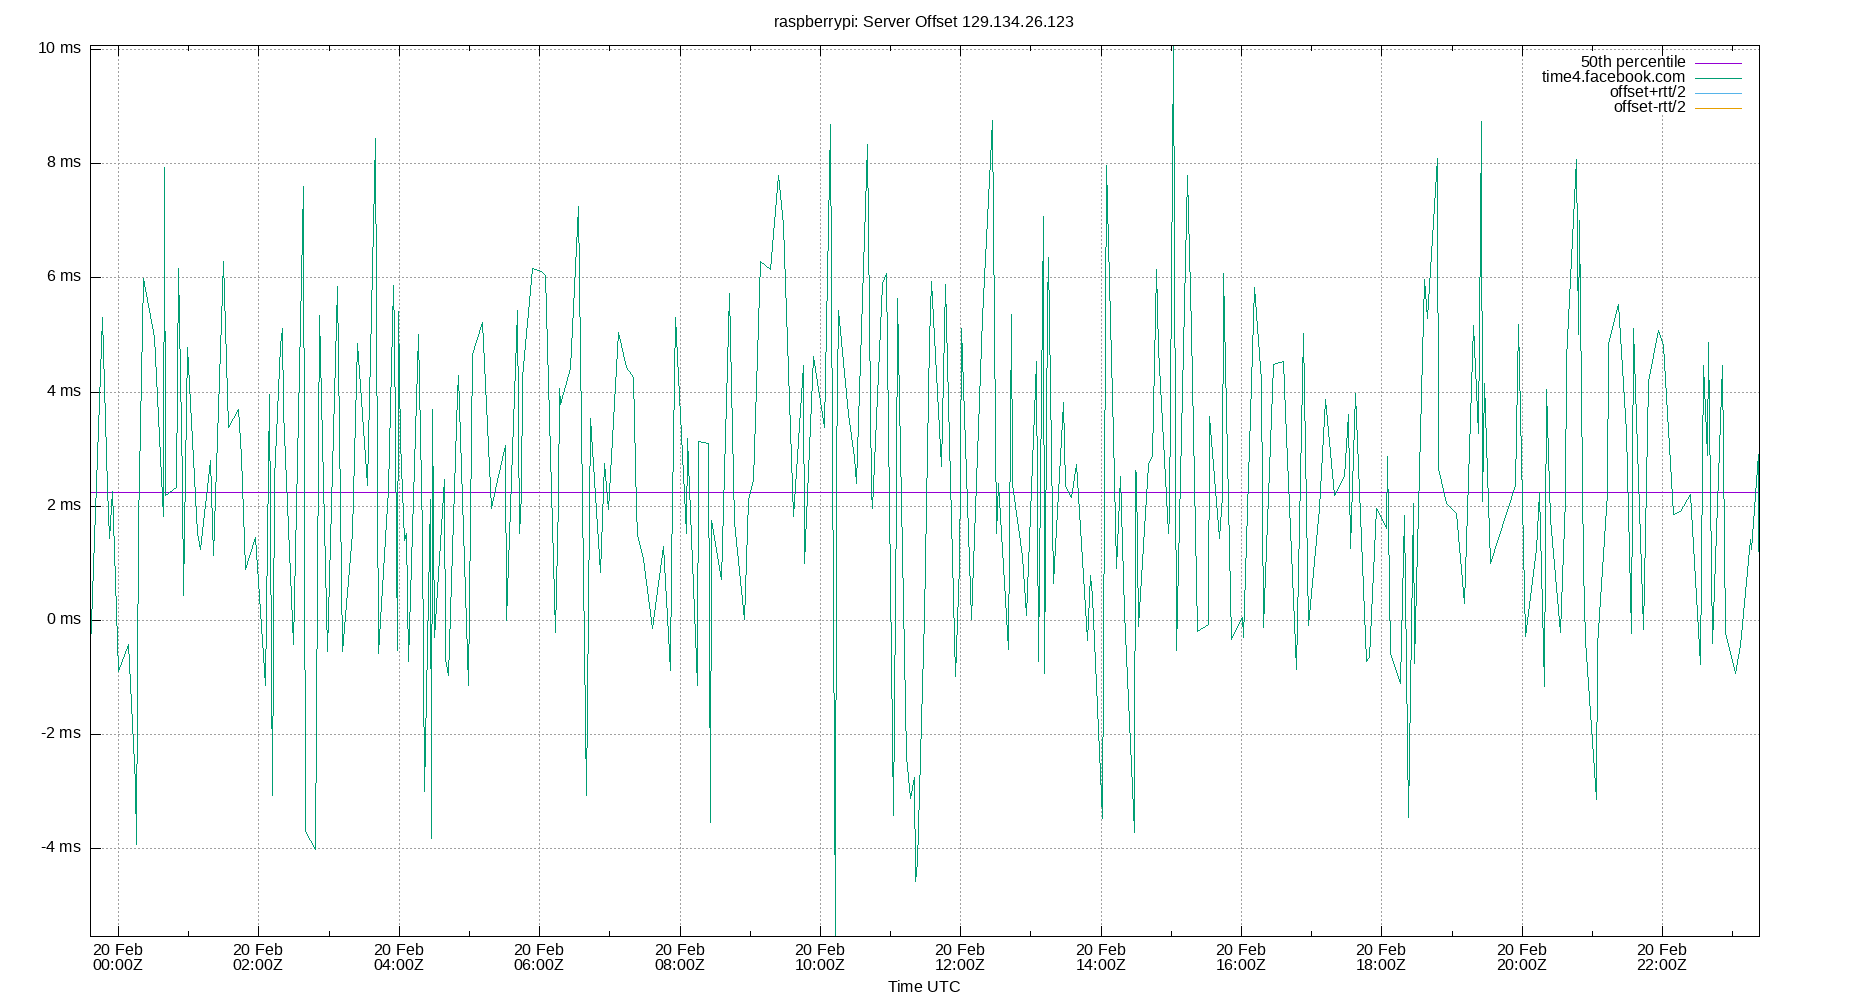 raspberrypi: Server Offset 129.134.26.123
10 ms
8 ms
6 ms
4 ms
2 ms
0 ms
-2 ms
-4 ms
50th percentile
time4.facebook.com
offset+rtt/2
offset-rtt/2
20 Feb 20 Feb 20 Feb 20 Feb 20 Feb 20 Feb 20 Feb 20 Feb 20 Feb 20 Feb 20 Feb 20 Feb
00:00Z 02:00Z 04:00Z 06:00Z 08:00Z 10:00Z 12:00Z 14:00Z 16:00Z 18:00Z 20:00Z 22:00Z
Time UTC